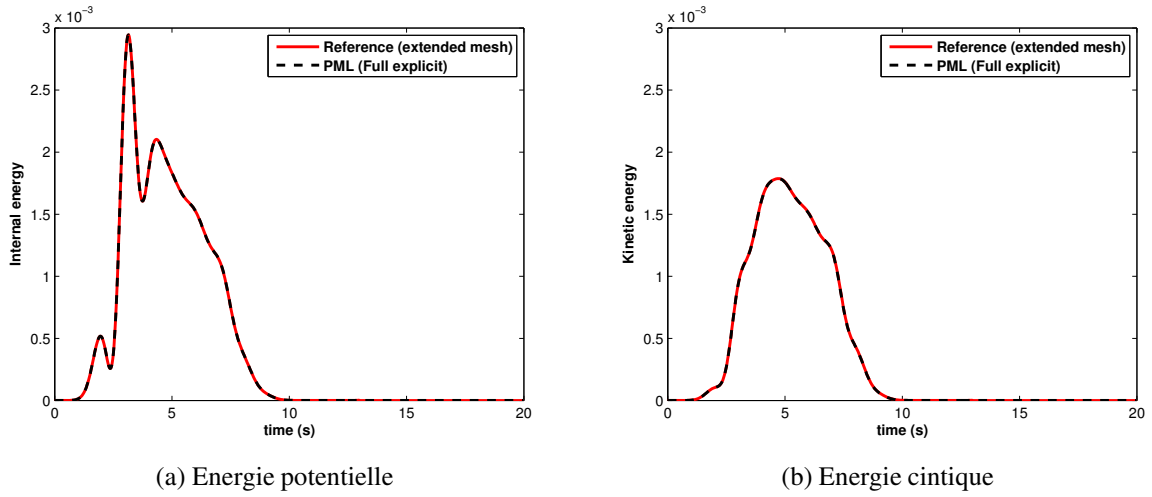 x 10⁻³
3
2.5
2
1.5
1
0.5
0
0 5 10 15 20
Internal energy
time (s)
Reference (extended mesh)
PML (Full explicit)
(a) Energie potentielle
x 10⁻³
3
2.5
2
1.5
1
0.5
0
0 5 10 15 20
Kinetic energy
time (s)
Reference (extended mesh)
PML (Full explicit)
(b) Energie cintique